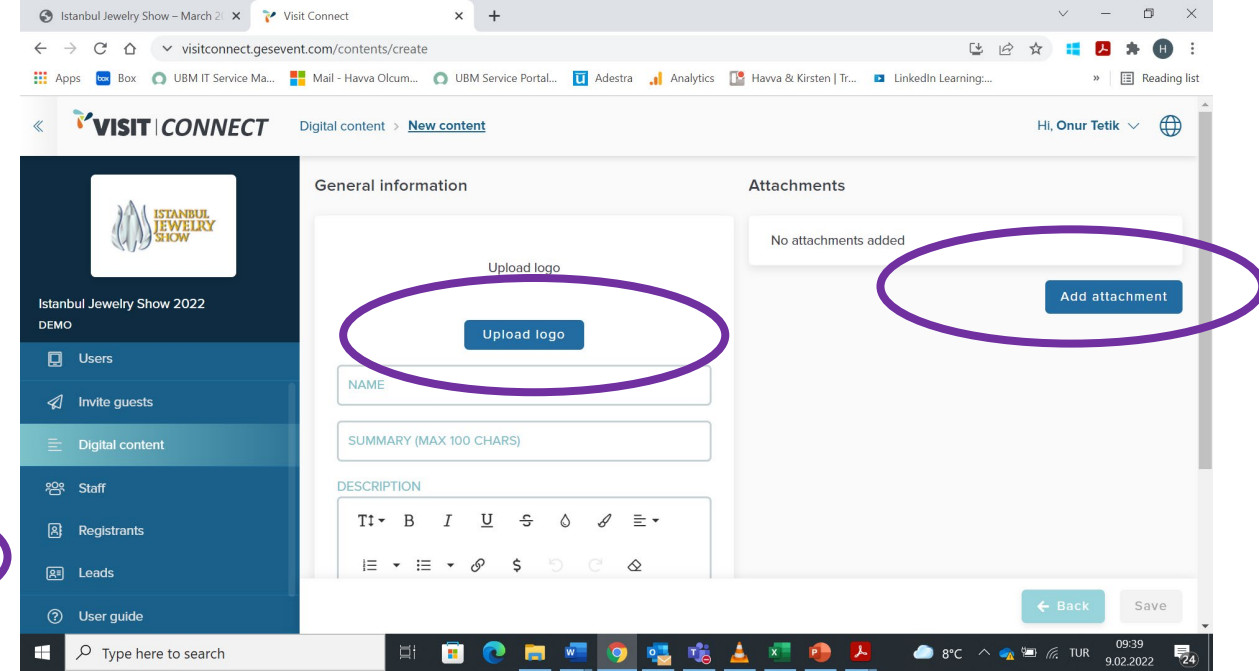 Istanbul Jewelry Show – March 2
Visit Connect
visitconnect.gesevent.com/contents/create
H
Apps
box
Box
UBM IT Service Ma...
Mail - Havva Olcum...
UBM Service Portal...
Adestra
Analytics
Havva & Kirsten | Tr...
LinkedIn Learning:...
»
Reading list
«
VISIT | CONNECT
Digital content > New content
Hi, Onur Tetik
ISTANBUL
JEWELRY
SHOW
Istanbul Jewelry Show 2022
DEMO
Users
Invite guests
Digital content
Staff
Registrants
Leads
User guide
General information
Upload logo
Upload logo
NAME
SUMMARY (MAX 100 CHARS)
DESCRIPTION
B I U S
$
Attachments
No attachments added
Add attachment
← Back
Save
Type here to search
8°C
TUR
09:39
9.02.2022
24